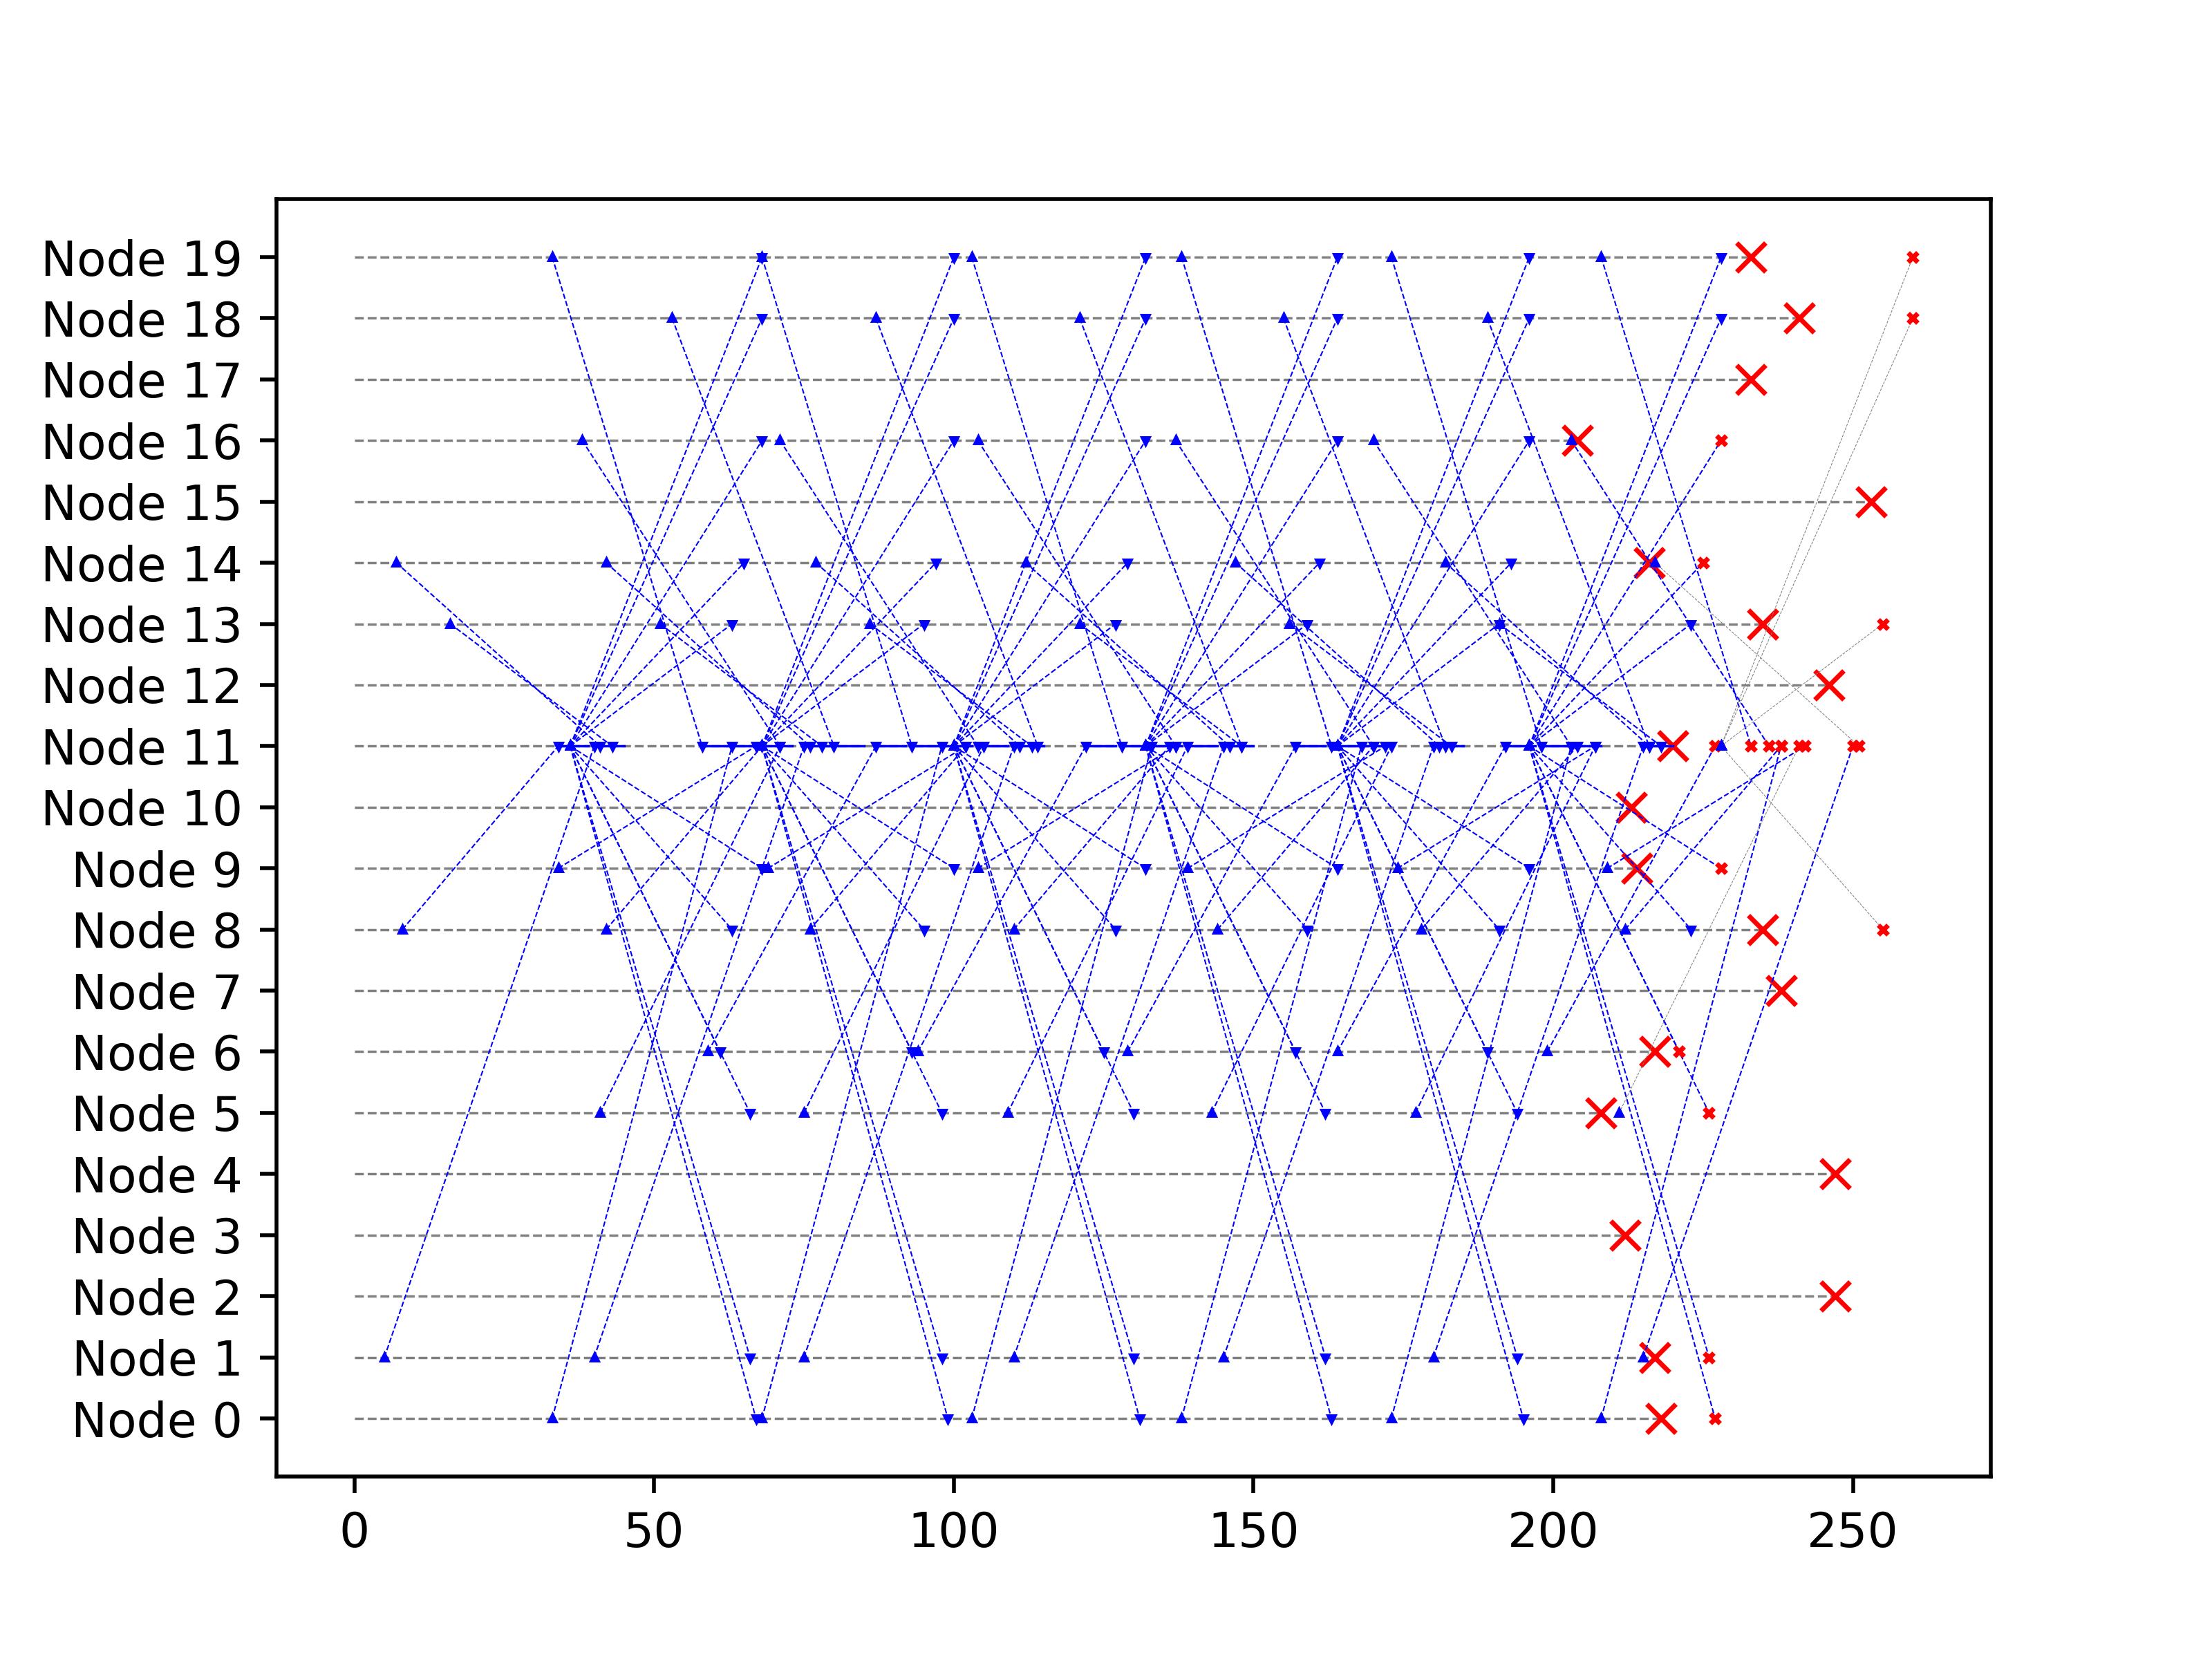 Node 19
Node 18
Node 17
Node 16
Node 15
Node 14
Node 13
Node 12
Node 11
Node 10
Node 9
Node 8
Node 7
Node 6
Node 5
Node 4
Node 3
Node 2
Node 1
Node 0
0 50 100 150 200 250